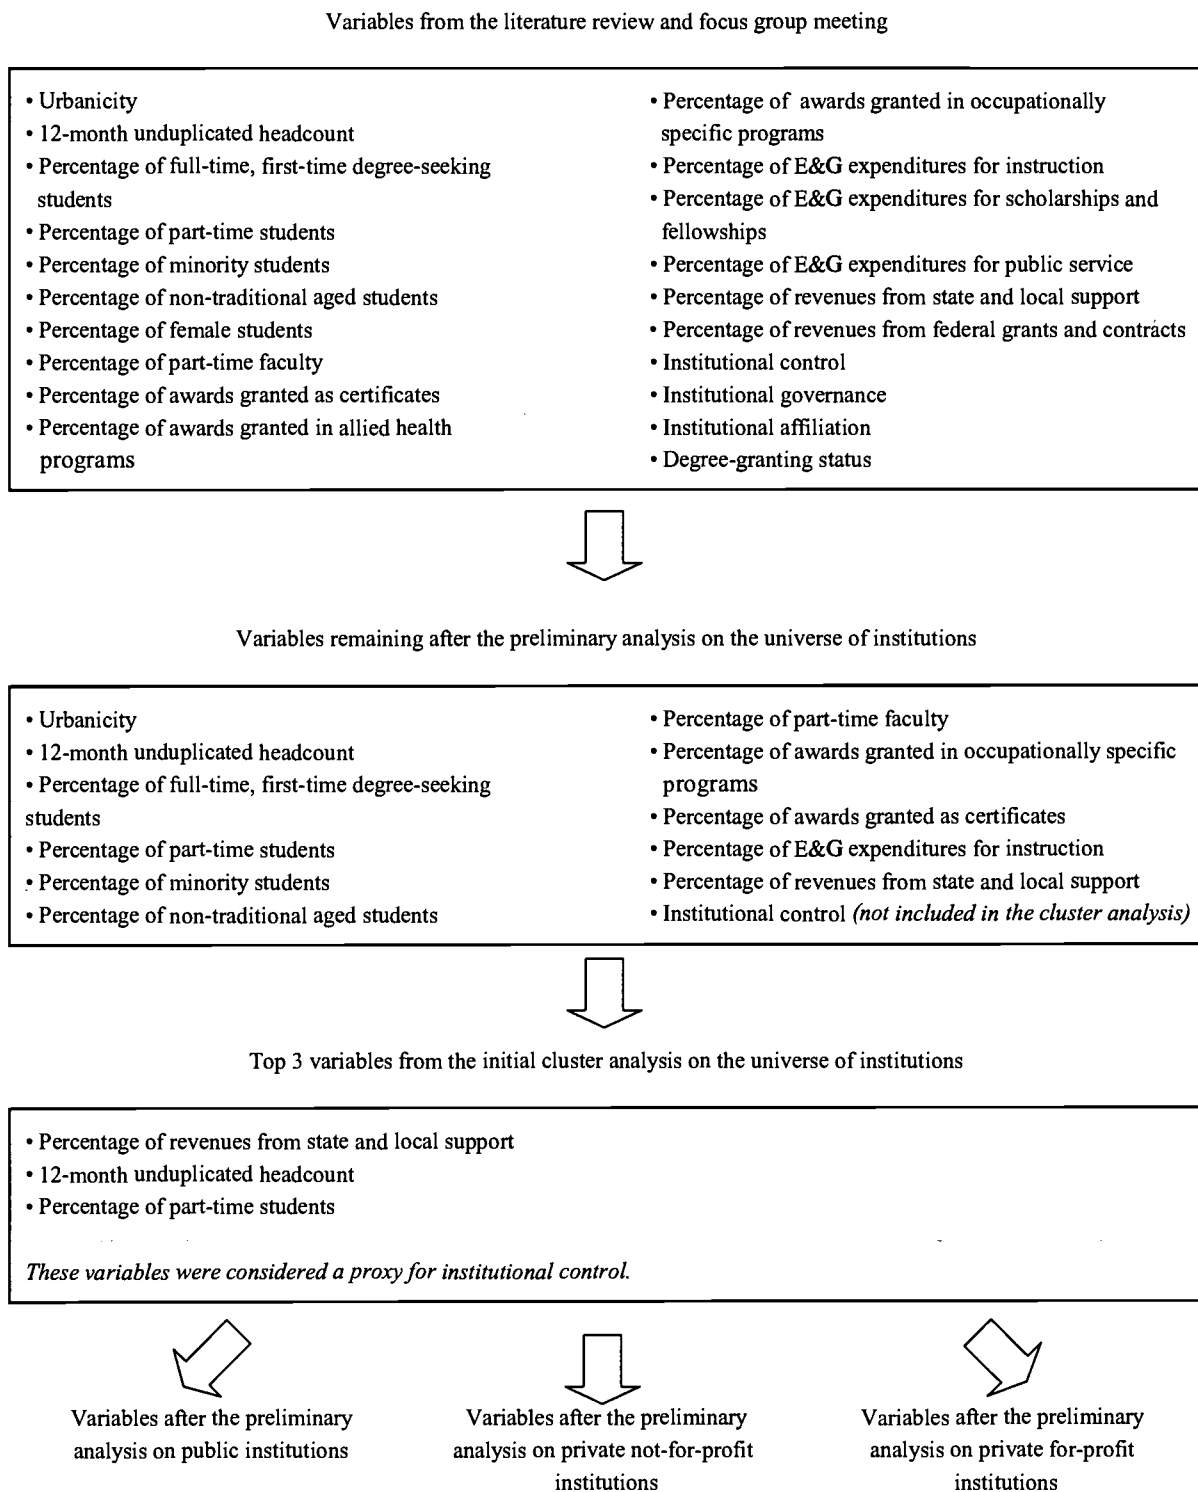 Variables from the literature review and focus group meeting
• Urbanicity
• 12-month unduplicated headcount
• Percentage of full-time, first-time degree-seeking
students
• Percentage of part-time students
• Percentage of minority students
• Percentage of non-traditional aged students
• Percentage of female students
• Percentage of part-time faculty
• Percentage of awards granted as certificates
• Percentage of awards granted in allied health
programs
• Percentage of awards granted in occupationally
specific programs
• Percentage of E&G expenditures for instruction
• Percentage of E&G expenditures for scholarships and
fellowships
• Percentage of E&G expenditures for public service
• Percentage of revenues from state and local support
• Percentage of revenues from federal grants and contracts
• Institutional control
• Institutional governance
• Institutional affiliation
• Degree-granting status
Variables remaining after the preliminary analysis on the universe of institutions
• Urbanicity
• 12-month unduplicated headcount
• Percentage of full-time, first-time degree-seeking
students
• Percentage of part-time students
• Percentage of minority students
• Percentage of non-traditional aged students
• Percentage of part-time faculty
• Percentage of awards granted in occupationally specific
programs
• Percentage of awards granted as certificates
• Percentage of E&G expenditures for instruction
• Percentage of revenues from state and local support
• Institutional control (not included in the cluster analysis)
Top 3 variables from the initial cluster analysis on the universe of institutions
• Percentage of revenues from state and local support
• 12-month unduplicated headcount
• Percentage of part-time students
These variables were considered a proxy for institutional control.
Variables after the preliminary
analysis on public institutions
Variables after the preliminary
analysis on private not-for-profit
institutions
Variables after the preliminary
analysis on private for-profit
institutions